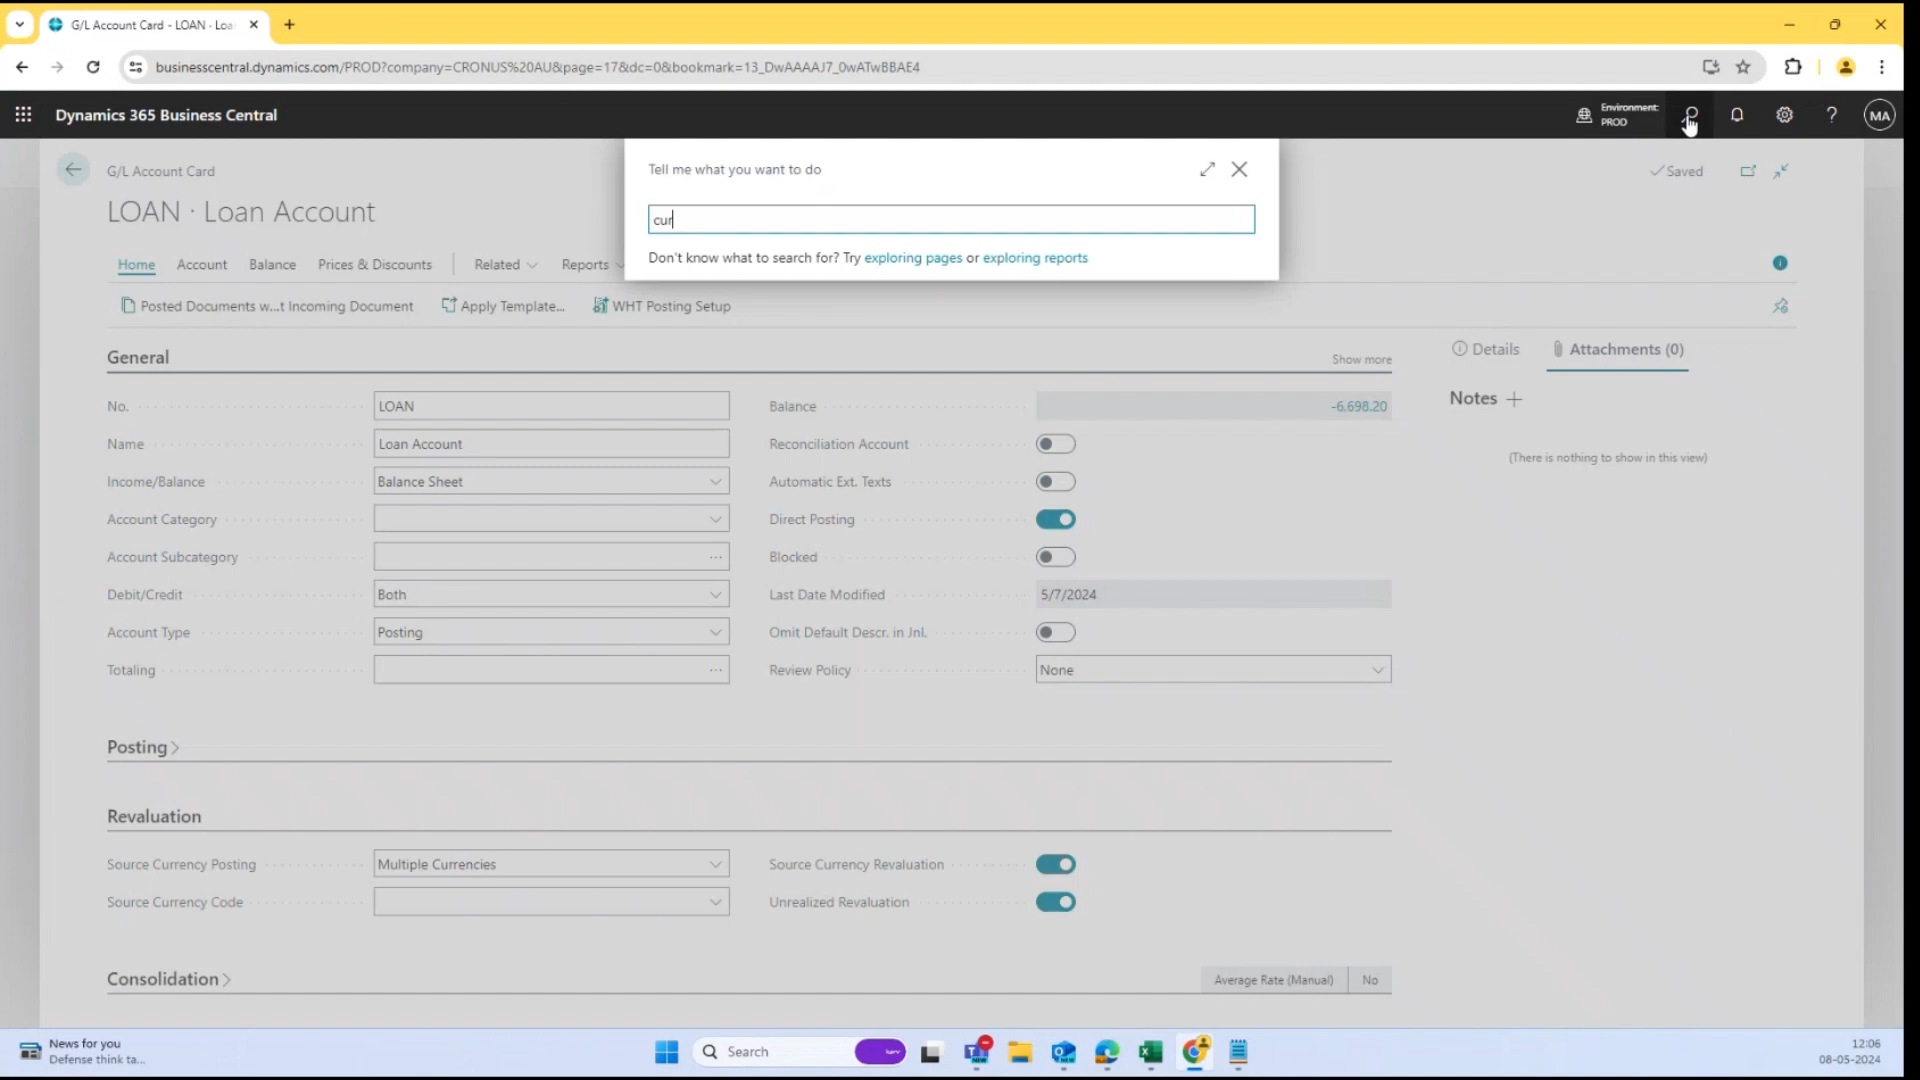 G/L Account Card - LOAN · Loa
businesscentral.dynamics.com/PROD?company=CRONUS%20AU&page=17&dc=0&bookmark=13_DwAAAAJ7_0wATwBBAE4
Dynamics 365 Business Central
Environment:
PROD
?
MA
G/L Account Card
Saved
LOAN · Loan Account
Tell me what you want to do
cur
Don't know what to search for? Try exploring pages or exploring reports
Home Account Balance Prices & Discounts Related Reports
Posted Documents w...t Incoming Document Apply Template... WHT Posting Setup
General Show more
Details Attachments (0)
Notes +
(There is nothing to show in this view)
No. LOAN Balance -6,698.20
Name Loan Account Reconciliation Account
Income/Balance Balance Sheet Automatic Ext. Texts
Account Category Direct Posting
Account Subcategory ... Blocked
Debit/Credit Both Last Date Modified 5/7/2024
Account Type Posting Omit Default Descr. in Jnl.
Totaling ... Review Policy None
Posting
Revaluation
Source Currency Posting Multiple Currencies Source Currency Revaluation
Source Currency Code Unrealized Revaluation
Consolidation Average Rate (Manual) No
News for you
Defense think ta...
Search
12:06
08-05-2024